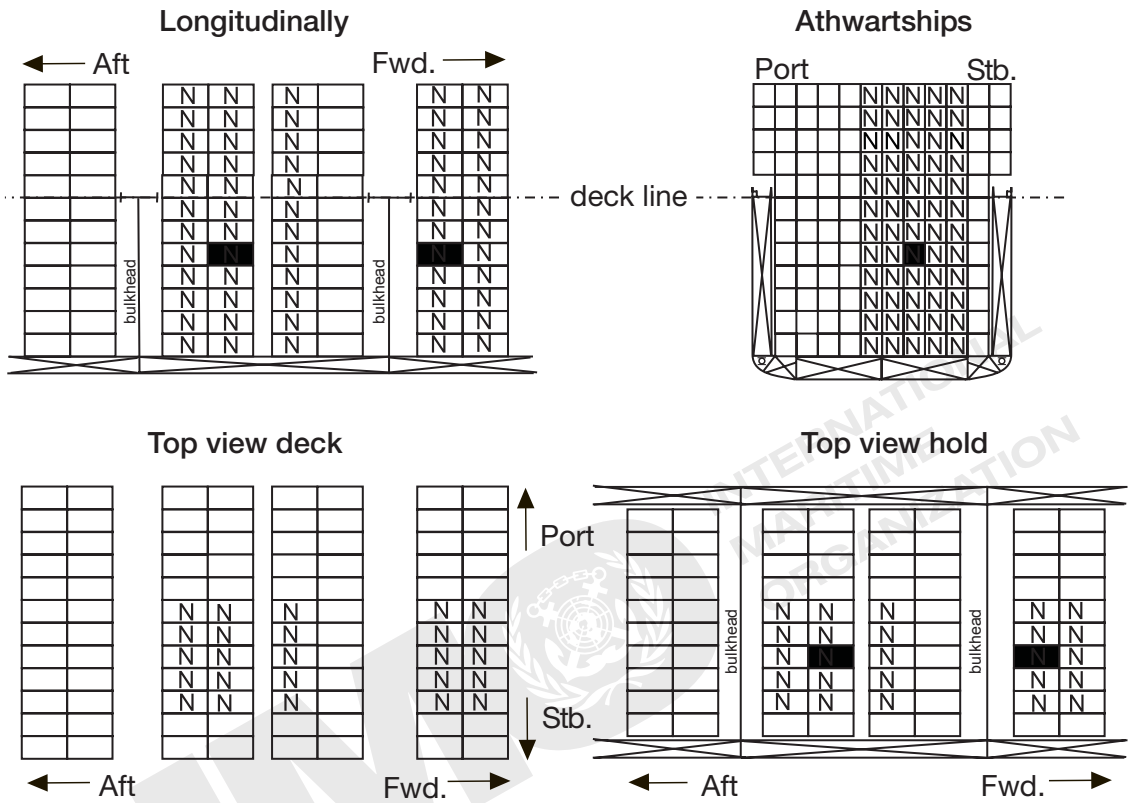 Longitudinally
Aft
Fwd.
N N N N N
N N N N N
N N N N N
N N N N N
N N N N N
N N N N N
N N N N N
N N N N N
N N N N N
N N N N N
N N N N N
N N N N N
bulkhead
bulkhead
deck line
Athwartships
Port
Stb.
N N N N N
N N N N N
N N N N N
N N N N N
N N N N N
N N N N N
N N N N N
N N N N N
N N N N N
N N N N N
N N N N N
N N N N N
INTERNATIONAL
MARITIME
ORGANIZATION
Top view deck
Port
N N N N N
N N N N N
N N N N N
N N N N N
N N N N N
Stb.
Aft
Fwd.
Top view hold
bulkhead
bulkhead
N N N N N
N N N N N
N N N N N
N N N N N
N N N N N
Aft
Fwd.